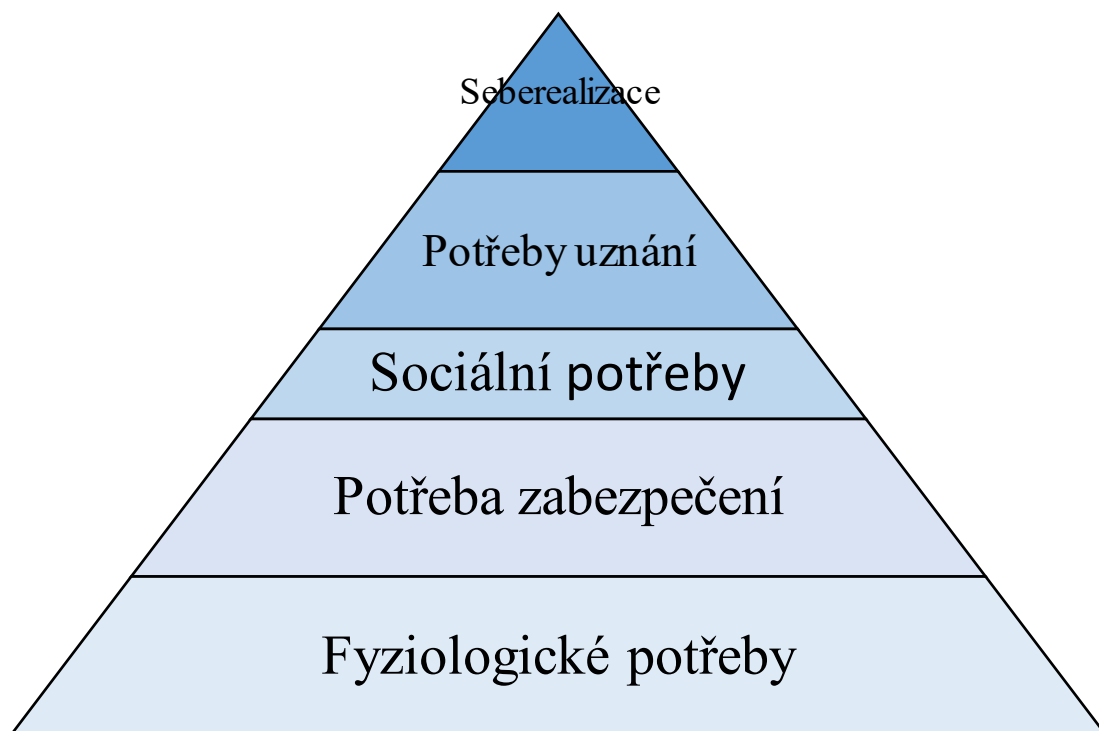 Seberealizace
Potřeby uznání
Sociální potřeby
Potřeba zabezpečení
Fyziologické potřeby